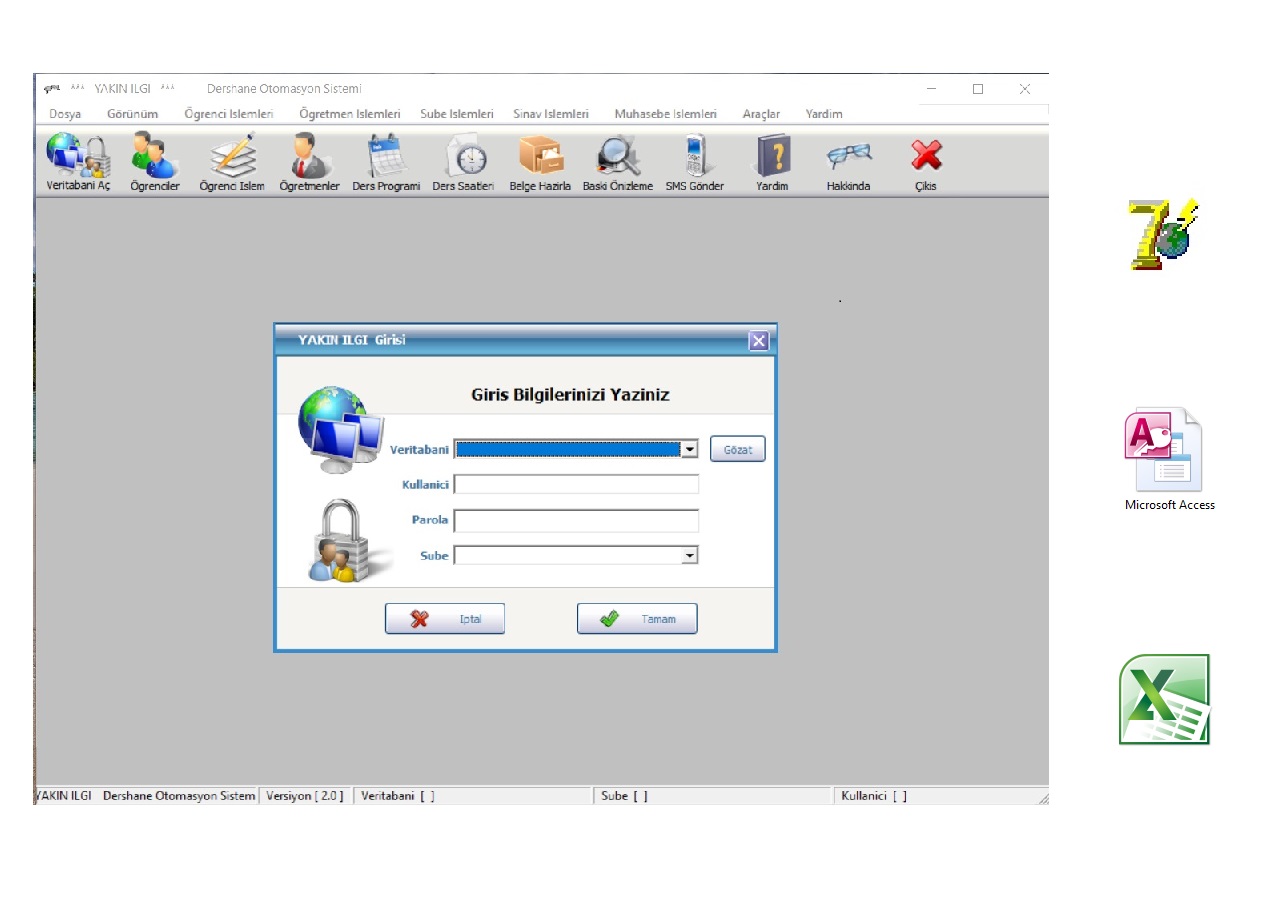 *** YAKIN ILGI *** Dershane Otomasyon Sistemi
Dosya Görünüm Ögrenci Islemleri Ögretmen Islemleri Sube Islemleri Sinav Islemleri Muhasebe Islemleri Araçlar Yardim
Veritabani Aç Ögrenciler Ögrenci Islem Ögretmenler Ders Programi Ders Saatleri Belge Hazirla Baski Önizleme SMS Gönder Yardim Hakkinda Çikis
7
YAKIN ILGI Girisi
Giris Bilgilerinizi Yaziniz
Veritabani Gözat
Kullanici
Parola
Sube
Iptal Tamam
A
Microsoft Access
X
YAKIN ILGI Dershane Otomasyon Sistem Versiyon [ 2.0 ] Veritabani [ ] Sube [ ] Kullanici [ ]